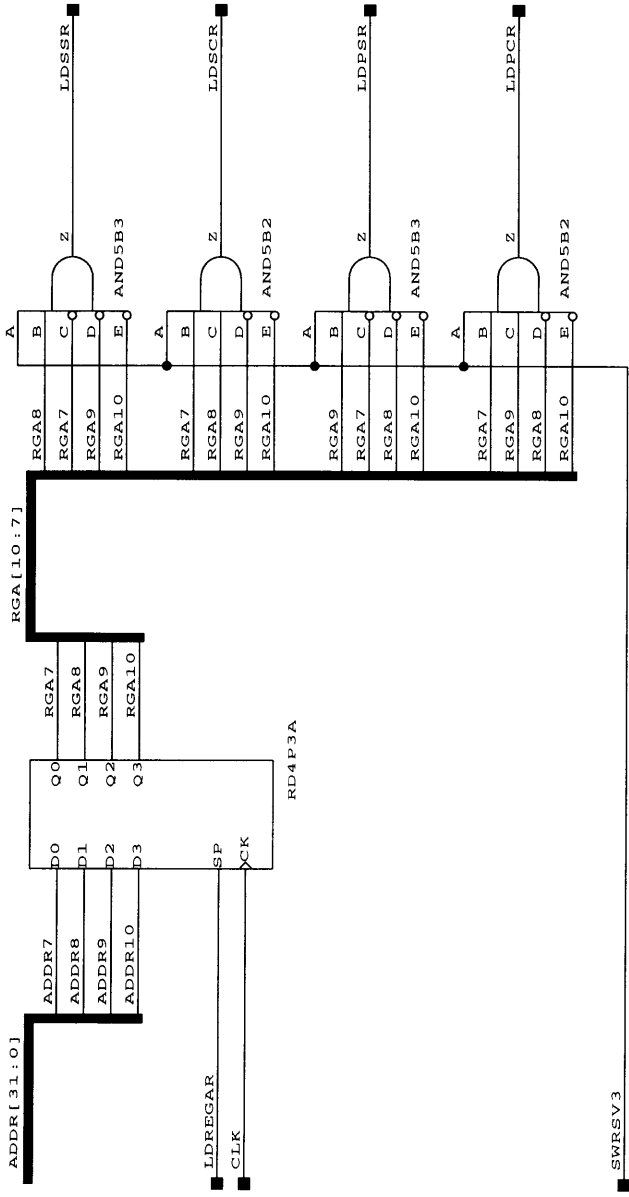 ADDR[31:0]
ADDR7
ADDR8
ADDR9
ADDR10
LDREGAR
CLK
SWRSV3
D0
D1
D2
D3
SP
CK
Q0
Q1
Q2
Q3
RD4P3A
RGA7
RGA8
RGA9
RGA10
RGA[10:7]
RGA8
RGA7
RGA9
RGA10
A
B
C
D
E
AND5B3
Z
LDSSR
RGA7
RGA8
RGA9
RGA10
A
B
C
D
E
AND5B2
Z
LDSCR
RGA9
RGA7
RGA8
RGA10
A
B
C
D
E
AND5B3
Z
LDPSR
RGA7
RGA9
RGA8
RGA10
A
B
C
D
E
AND5B2
Z
LDPCR